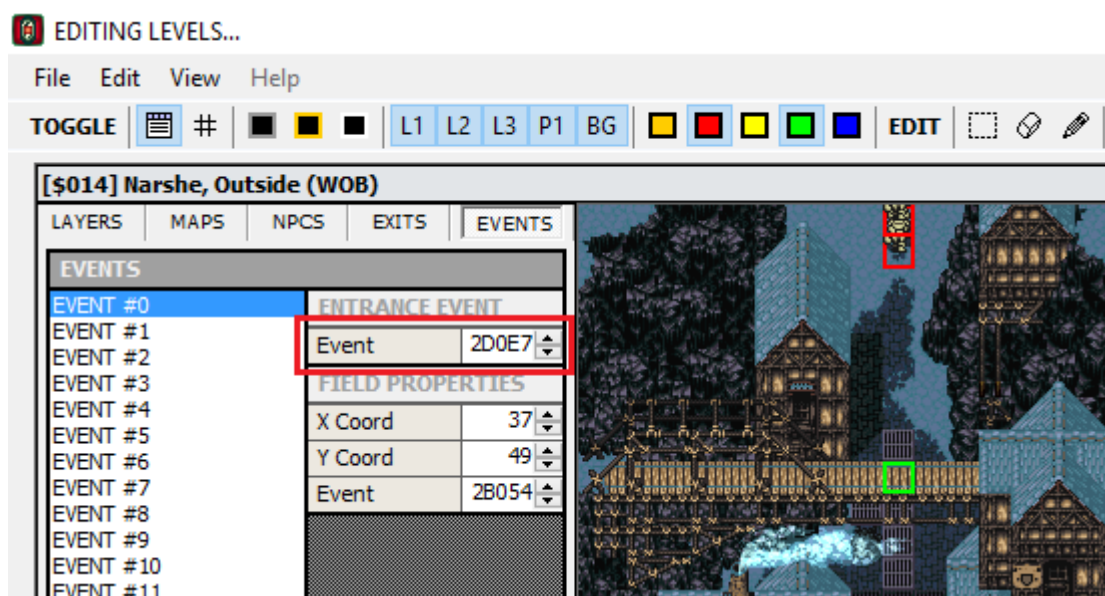 EDITING LEVELS...
File Edit View Help
TOGGLE L1 L2 L3 P1 BG EDIT
[$014] Narshe, Outside (WOB)
LAYERS MAPS NPCS EXITS EVENTS
EVENTS
EVENT #0
EVENT #1
EVENT #2
EVENT #3
EVENT #4
EVENT #5
EVENT #6
EVENT #7
EVENT #8
EVENT #9
EVENT #10
EVENT #11
ENTRANCE EVENT
Event 2D0E7
FIELD PROPERTIES
X Coord 37
Y Coord 49
Event 2B054